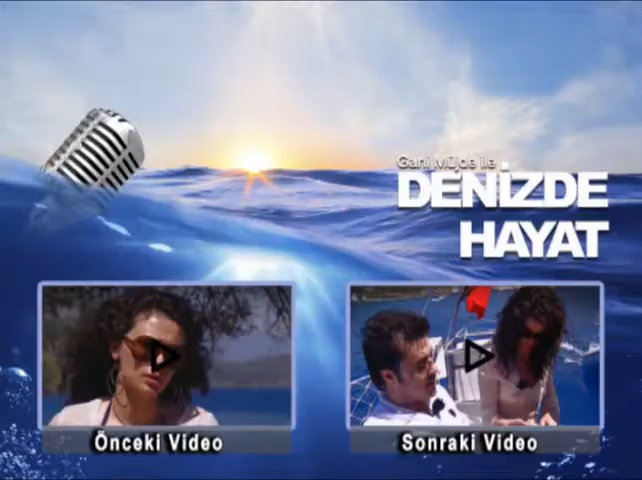 Gani Müjde ile
DENİZDE
HAYAT
Önceki Video
Sonraki Video